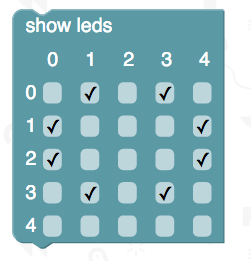 show leds
0 1 2 3 4
0 ✓ ✓
1 ✓ ✓
2 ✓ ✓
3 ✓ ✓
4